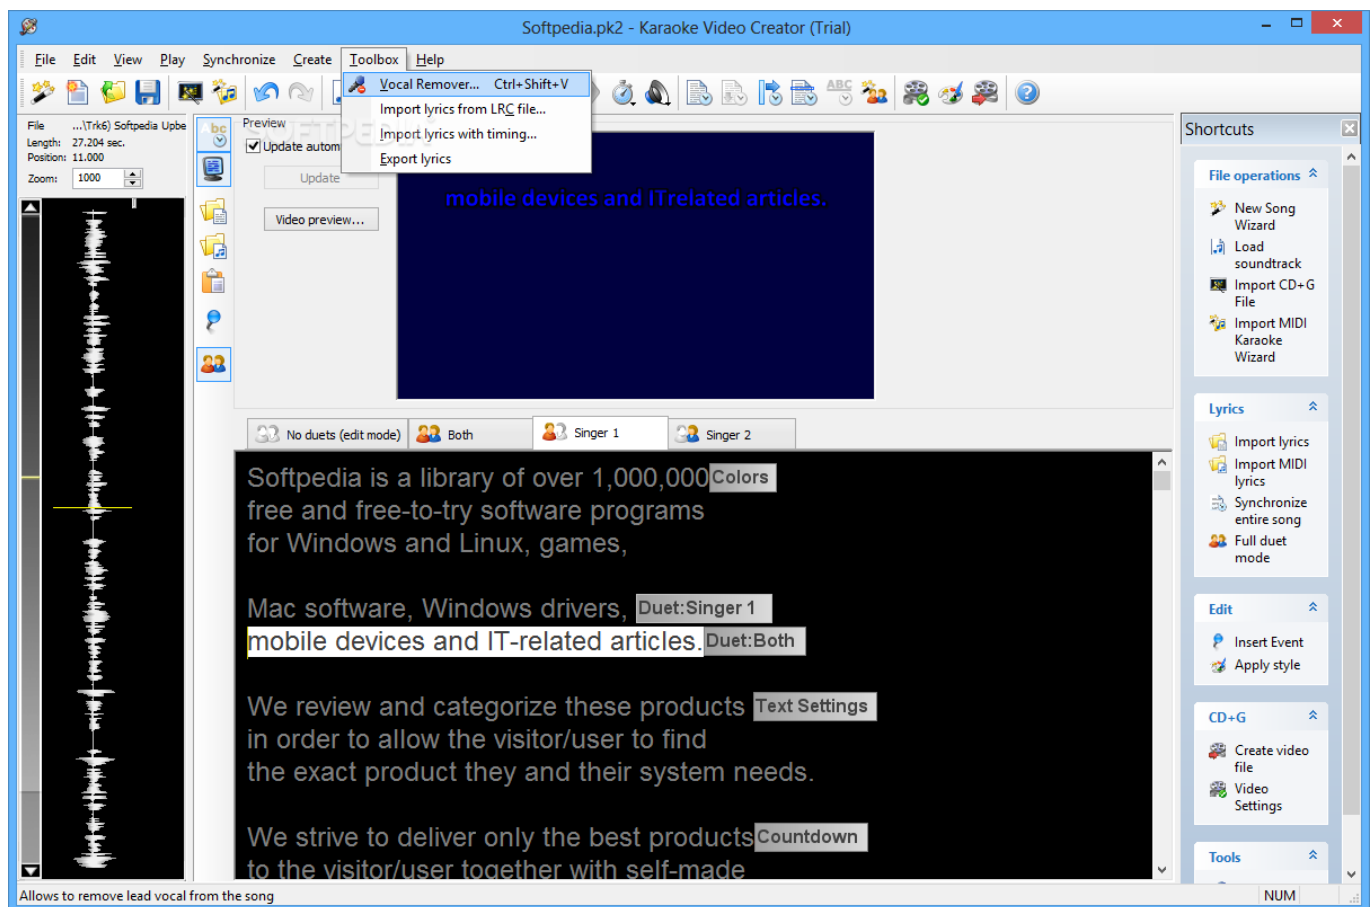 Softpedia.pk2 - Karaoke Video Creator (Trial)
File Edit View Play Synchronize Create Toolbox Help
Vocal Remover... Ctrl+Shift+V
Import lyrics from LRC file...
Import lyrics with timing...
Export lyrics
File ...\Trk6) Softpedia Upbe
Length: 27.204 sec.
Position: 11.000
Zoom: 1000
Preview
SOFTPEDIA
Update autom
Update
Video preview...
mobile devices and ITrelated articles.
No duets (edit mode)
Both
Singer 1
Singer 2
Softpedia is a library of over 1,000,000 Colors
free and free-to-try software programs
for Windows and Linux, games,
Mac software, Windows drivers, Duet:Singer 1
mobile devices and IT-related articles. Duet:Both
We review and categorize these products Text Settings
in order to allow the visitor/user to find
the exact product they and their system needs.
We strive to deliver only the best products Countdown
to the visitor/user together with self-made
Shortcuts
File operations
New Song
Wizard
Load
soundtrack
Import CD+G
File
Import MIDI
Karaoke
Wizard
Lyrics
Import lyrics
Import MIDI
lyrics
Synchronize
entire song
Full duet
mode
Edit
Insert Event
Apply style
CD+G
Create video
file
Video
Settings
Tools
Allows to remove lead vocal from the song
NUM